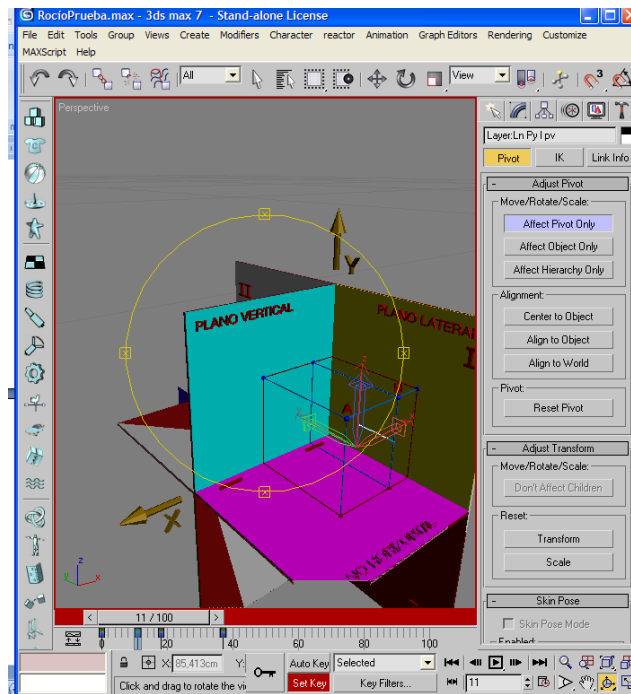 RocíoPrueba.max - 3ds max 7 - Stand-alone License
File Edit Tools Group Views Create Modifiers Character reactor Animation Graph Editors Rendering Customize
MAXScript Help
All
View
3
Perspective
Layer:Ln Py l pv
Pivot IK Link Info
- Adjust Pivot
Move/Rotate/Scale:
Affect Pivot Only
Affect Object Only
Affect Hierarchy Only
Alignment:
Center to Object
Align to Object
Align to World
Pivot:
Reset Pivot
- Adjust Transform
Move/Rotate/Scale:
Don't Affect Children
Reset:
Transform
Scale
- Skin Pose
Skin Pose Mode
Enabled:
Y
II
PLANO VERTICAL
PLANO LATERAL
I
A
X
z
y
x
< 11 / 100 >
0 20 40 60 80 100
X: 85,413cm Y:
Auto Key Selected
Click and drag to rotate the vi
Set Key Key Filters...
11